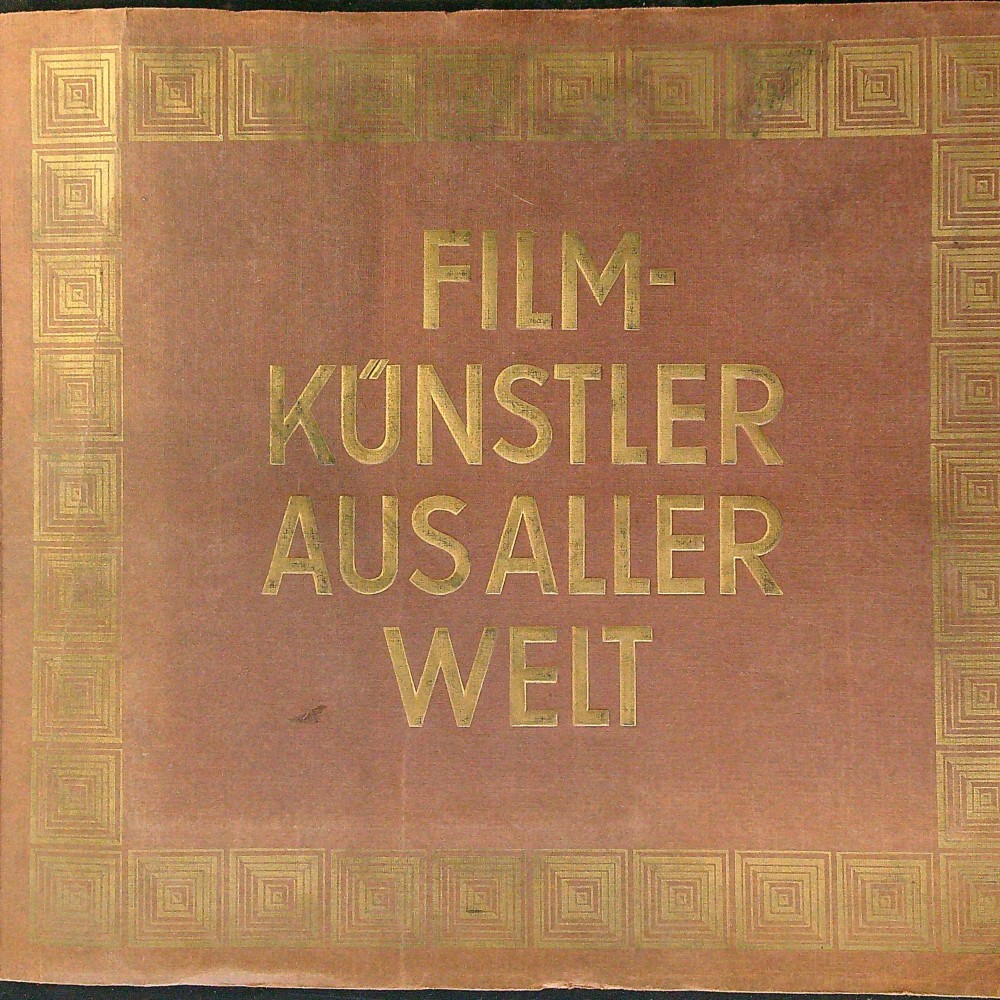 FILM-
KÜNSTLER
AUS ALLER
WELT